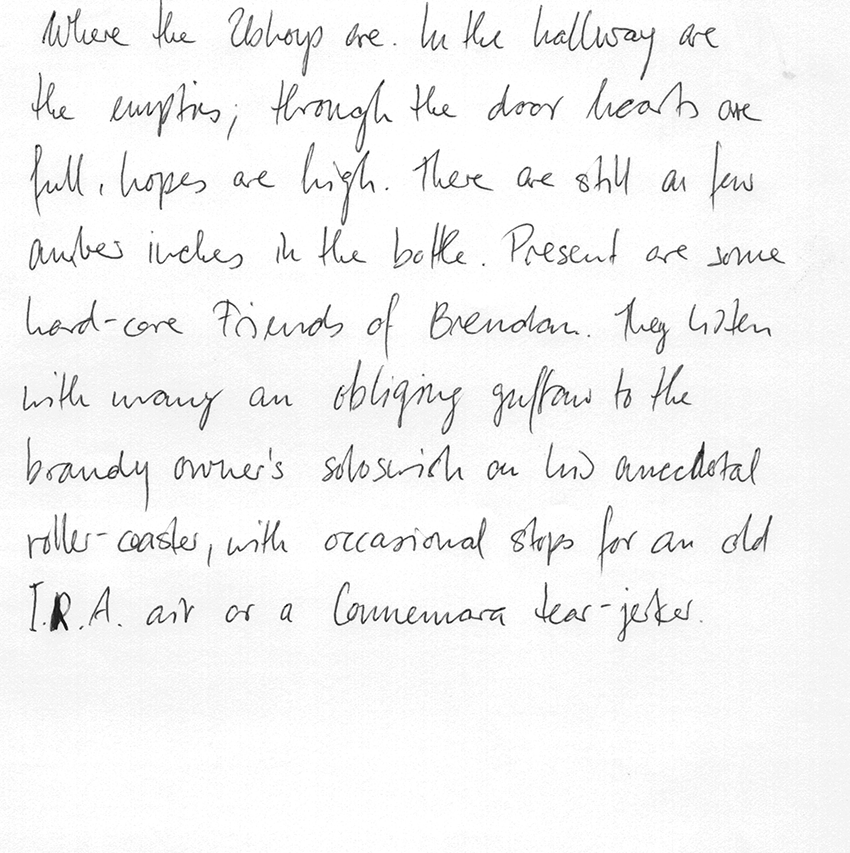 Where the are. In the hallway are
the empties; through the door hearts are
full, hopes are high. There are still a few
amber inches in the bottle. Present are some
hard-core Friends of Brendan. They listen
with many an obliging guffaw to the
brandy owner's soloswish on his anecdotal
roller-coaster, with occasional stops for an old
I.R.A. air or a Connemara tear-jerker.